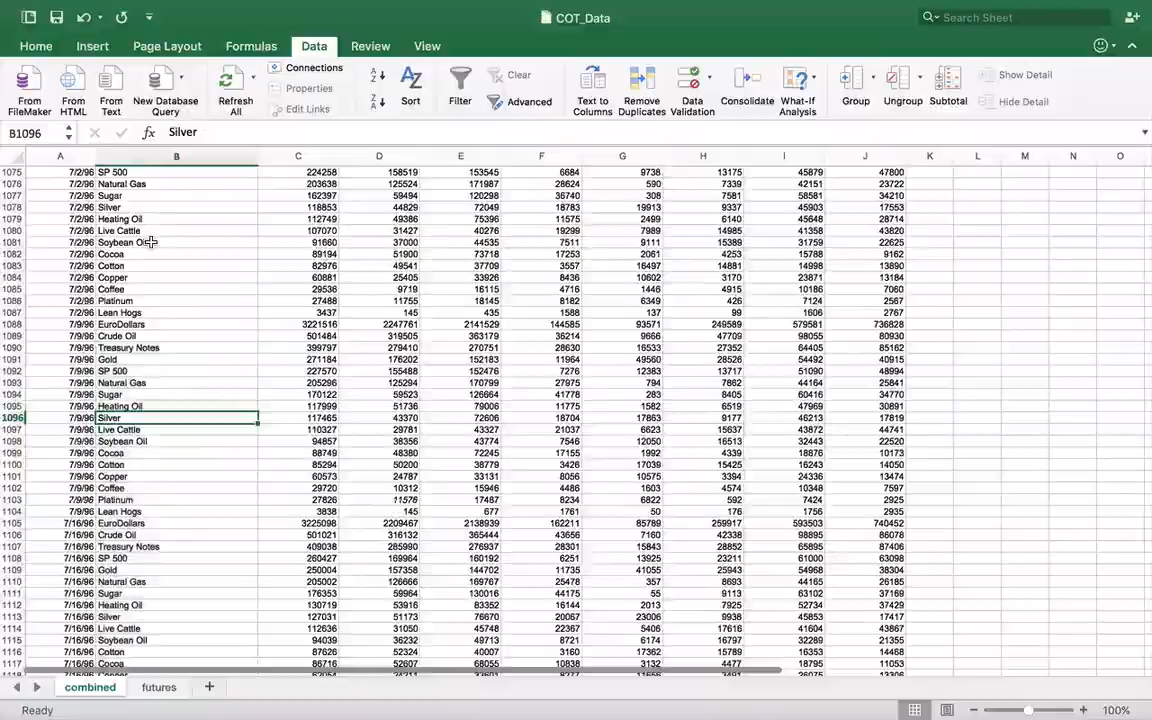 COT_Data
Search Sheet
Home Insert Page Layout Formulas Data Review View
From FileMaker
From HTML
From Text
New Database Query
Refresh All
Connections
Properties
Edit Links
Sort
Filter
Clear
Advanced
Text to Columns
Remove Duplicates
Data Validation
Consolidate
What-If Analysis
Group
Ungroup
Subtotal
Show Detail
Hide Detail
B1096 fx Silver
A B C D E F G H I J K L M N O
1075 7/2/96 SP 500 224258 158519 153545 6684 9738 13175 45879 47800
1076 7/2/96 Natural Gas 203638 125524 171987 28624 590 7339 42151 23722
1077 7/2/96 Sugar 162397 59494 120298 36740 308 7581 58581 34210
1078 7/2/96 Silver 118853 44829 72049 18783 19913 9337 45903 17553
1079 7/2/96 Heating Oil 112749 49386 75396 11575 2499 6140 45648 28714
1080 7/2/96 Live Cattle 107070 31427 40276 19299 7989 14985 41358 43820
1081 7/2/96 Soybean Oil 91660 37000 44535 7511 9111 15389 31759 22625
1082 7/2/96 Cocoa 89194 51900 73718 17253 2061 4253 15788 9162
1083 7/2/96 Cotton 82976 49541 37709 3557 16497 14881 14998 13890
1084 7/2/96 Copper 60881 25405 33926 8436 10602 3170 23871 13184
1085 7/2/96 Coffee 29536 9719 16115 4716 1446 4915 10186 7060
1086 7/2/96 Platinum 27488 11755 18145 8182 6349 426 7124 2567
1087 7/2/96 Lean Hogs 3437 145 435 1588 137 99 1606 2767
1088 7/9/96 EuroDollars 3221516 2247761 2141529 144585 93571 249589 579581 736828
1089 7/9/96 Crude Oil 501484 319505 363179 36214 9666 47709 98055 80930
1090 7/9/96 Treasury Notes 399797 279410 270751 28630 16533 27352 64405 85162
1091 7/9/96 Gold 271184 176202 152183 11964 49560 28526 54492 40915
1092 7/9/96 SP 500 227570 155488 152476 7276 12383 13717 51090 48994
1093 7/9/96 Natural Gas 205296 125294 170799 27975 794 7862 44164 25841
1094 7/9/96 Sugar 170122 59523 126664 41778 263 8405 60416 34770
1095 7/9/96 Heating Oil 117999 51736 79006 11775 1582 6519 47969 30891
1096 7/9/96 Silver 117465 43370 72606 18704 17863 9177 46213 17819
1097 7/9/96 Live Cattle 110327 29781 43327 21037 6623 15637 43872 44741
1098 7/9/96 Soybean Oil 94857 38356 43774 7546 12050 16513 32443 22520
1099 7/9/96 Cocoa 88749 48380 72245 17155 1992 4339 18876 10173
1100 7/9/96 Cotton 85294 50200 38779 3426 17039 15425 16243 14050
1101 7/9/96 Copper 60573 24787 33131 8056 10575 3394 24336 13474
1102 7/9/96 Coffee 29720 10312 15946 4486 1603 4574 10348 7597
1103 7/9/96 Platinum 27826 11576 17487 8234 6822 592 7424 2925
1104 7/9/96 Lean Hogs 3838 145 677 1761 50 176 1756 2935
1105 7/16/96 EuroDollars 3225098 2209467 2138939 162211 85789 259917 593503 740452
1106 7/16/96 Crude Oil 501021 316132 365444 43656 7160 42338 98895 86078
1107 7/16/96 Treasury Notes 409038 285990 276937 28301 15843 28852 65895 87406
1108 7/16/96 SP 500 260427 169964 160192 6251 13925 23211 61000 63098
1109 7/16/96 Gold 250004 157358 144702 11735 41055 25943 54968 38304
1110 7/16/96 Natural Gas 205002 126666 169767 25478 357 8693 44165 26185
1111 7/16/96 Sugar 176353 59964 130016 44175 55 9113 63102 37169
1112 7/16/96 Heating Oil 130719 53916 83352 16144 2013 7925 52734 37429
1113 7/16/96 Silver 127031 51173 76670 20067 23006 9938 45853 17417
1114 7/16/96 Live Cattle 112636 31050 45748 22367 5406 17616 41604 43867
1115 7/16/96 Soybean Oil 94039 36232 49713 8721 6174 16797 32289 21355
1116 7/16/96 Cotton 87626 52324 40007 3160 17362 15789 16353 14468
1117 7/16/96 Cocoa 86716 52607 68055 10838 3132 4477 18795 11053
combined futures
Ready 100%